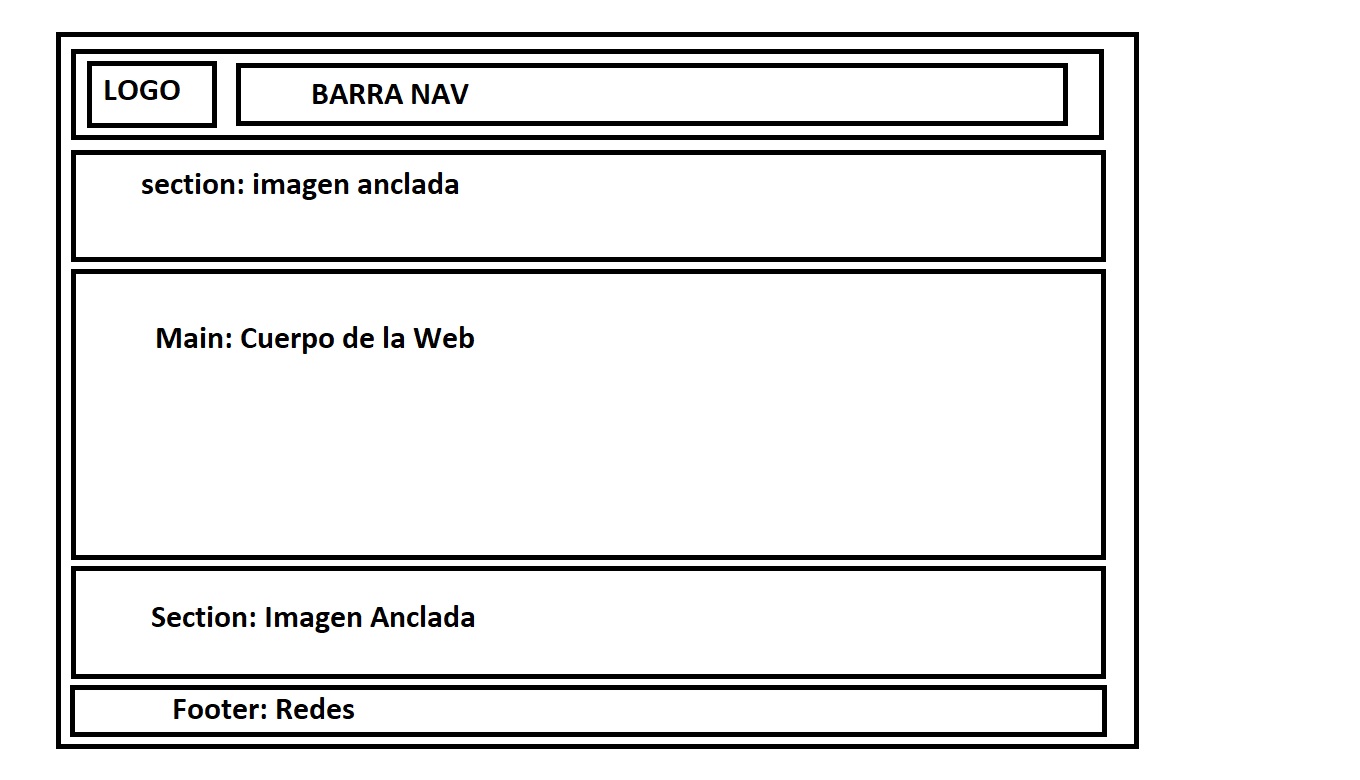 LOGO
BARRA NAV
section: imagen anclada
Main: Cuerpo de la Web
Section: Imagen Anclada
Footer: Redes